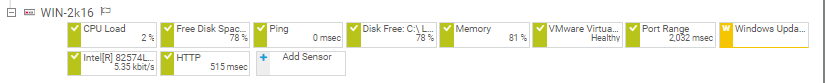 WIN-2k16
CPU Load
2 %
Free Disk Spac...
78 %
Ping
0 msec
Disk Free: C:\ L...
78 %
Memory
81 %
VMware Virtua...
Healthy
Port Range
2,032 msec
W
Windows Upda...
Intel[R] 82574L...
5.35 kbit/s
HTTP
515 msec
Add Sensor